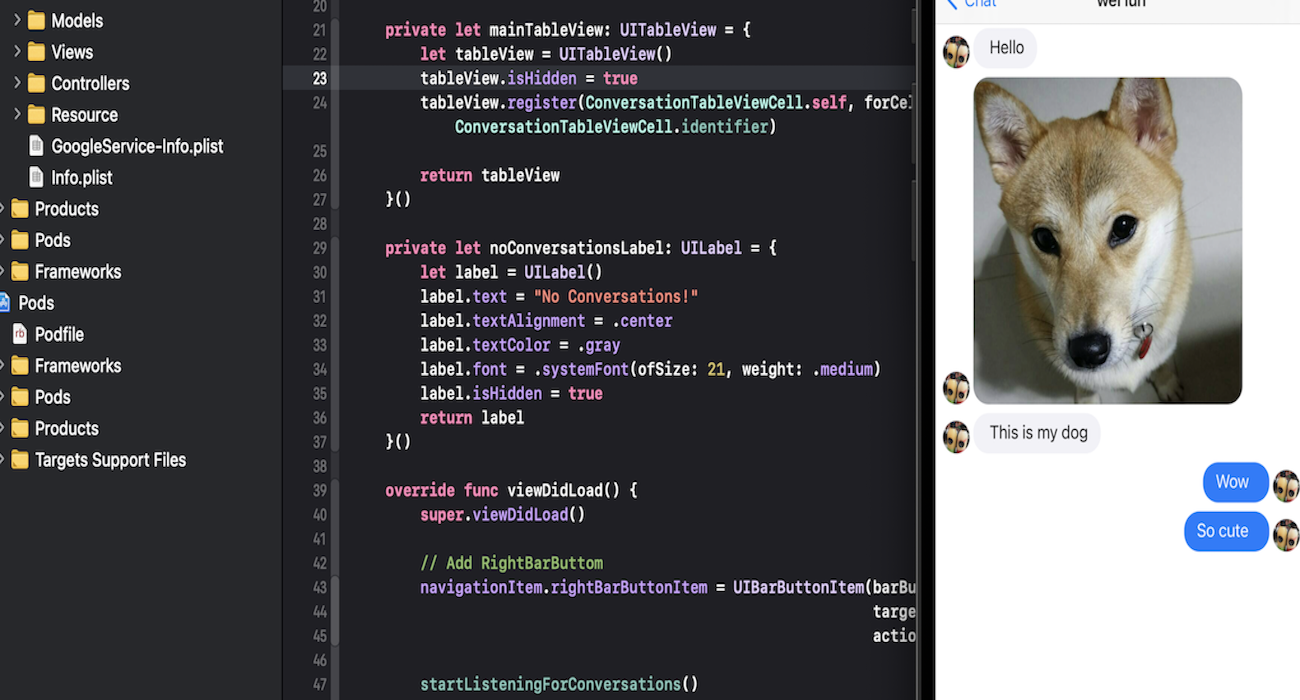 Models
Views
Controllers
Resource
GoogleService-Info.plist
Info.plist
Products
Pods
Frameworks
Pods
rb Podfile
Frameworks
Pods
Products
Targets Support Files
20
21 private let mainTableView: UITableView = {
22 let tableView = UITableView()
23 tableView.isHidden = true
24 tableView.register(ConversationTableViewCell.self, forCel
ConversationTableViewCell.identifier)
25
26 return tableView
27 }()
28
29 private let noConversationsLabel: UILabel = {
30 let label = UILabel()
31 label.text = "No Conversations!"
32 label.textAlignment = .center
33 label.textColor = .gray
34 label.font = .systemFont(ofSize: 21, weight: .medium)
35 label.isHidden = true
36 return label
37 }()
38
39 override func viewDidLoad() {
40 super.viewDidLoad()
41
42 // Add RightBarButtom
43 navigationItem.rightBarButtonItem = UIBarButtonItem(barBu
44 targe
45 actio
46
47 startListeningForConversations()
Chat
Hello
This is my dog
Wow
So cute